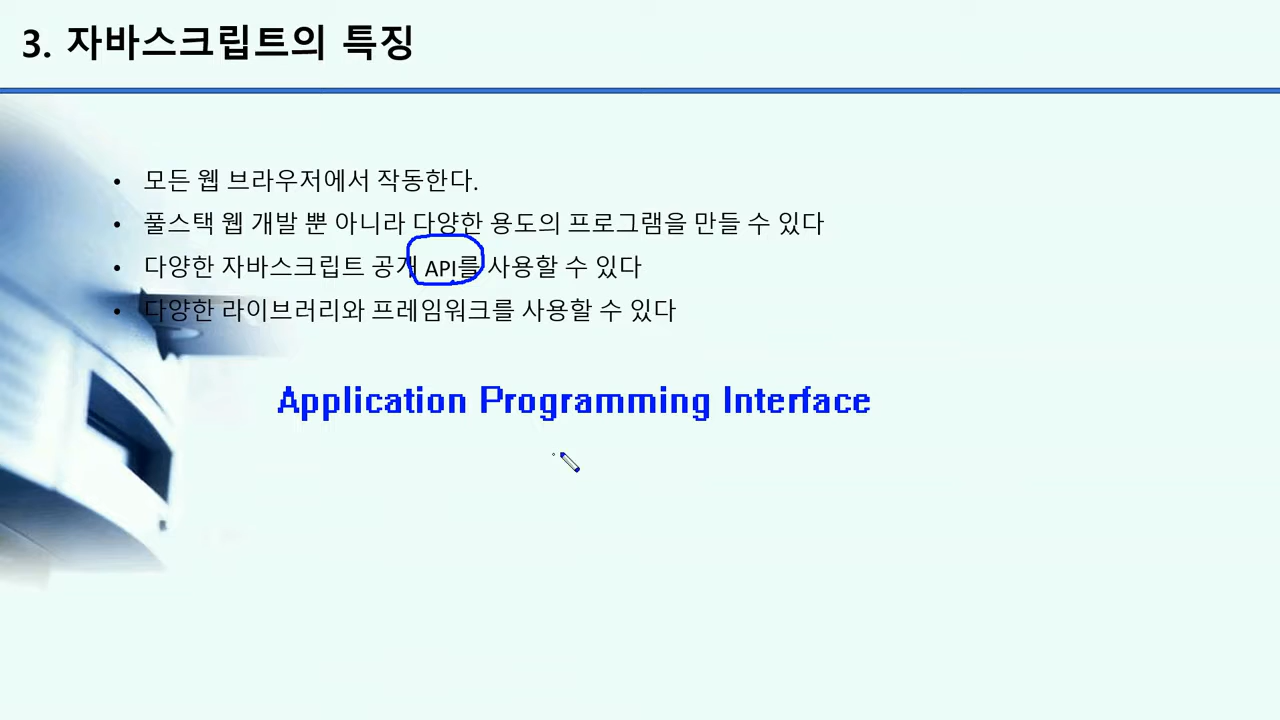 3. 자바스크립트의 특징
• 모든 웹 브라우저에서 작동한다.
• 풀스택 웹 개발 뿐 아니라 다양한 용도의 프로그램을 만들 수 있다
• 다양한 자바스크립트 공개 API를 사용할 수 있다
• 다양한 라이브러리와 프레임워크를 사용할 수 있다
Application Programming Interface